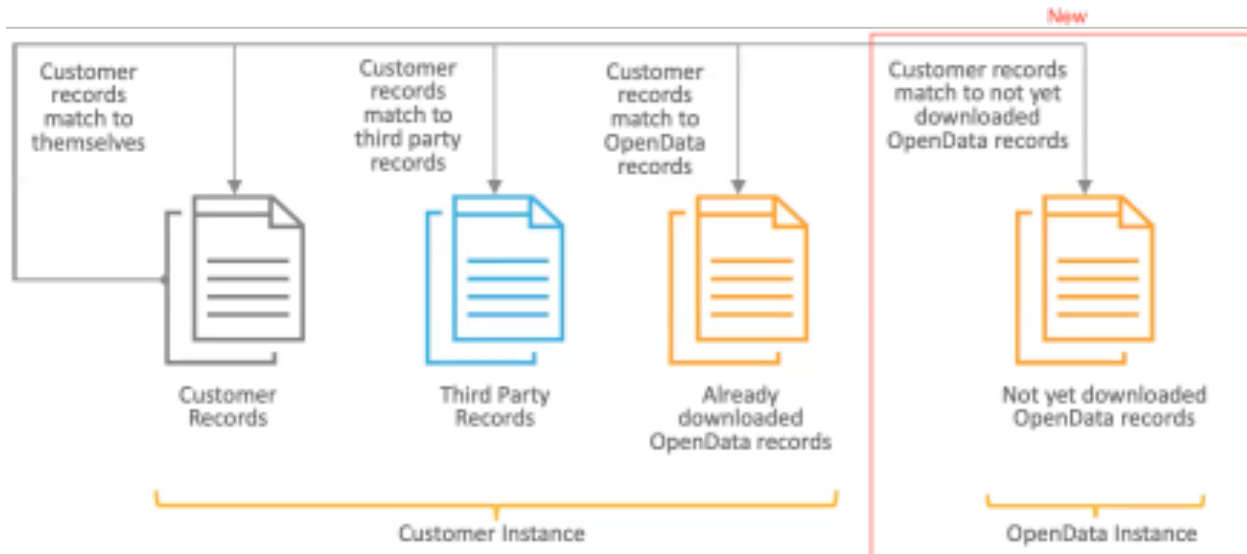 New
Customer
records
match to
themselves
Customer
records
match to
third party
records
Customer
records
match to
OpenData
records
Customer records
match to not yet
downloaded
OpenData records
Customer
Records
Third Party
Records
Already
downloaded
OpenData records
Not yet downloaded
OpenData records
Customer Instance
OpenData Instance